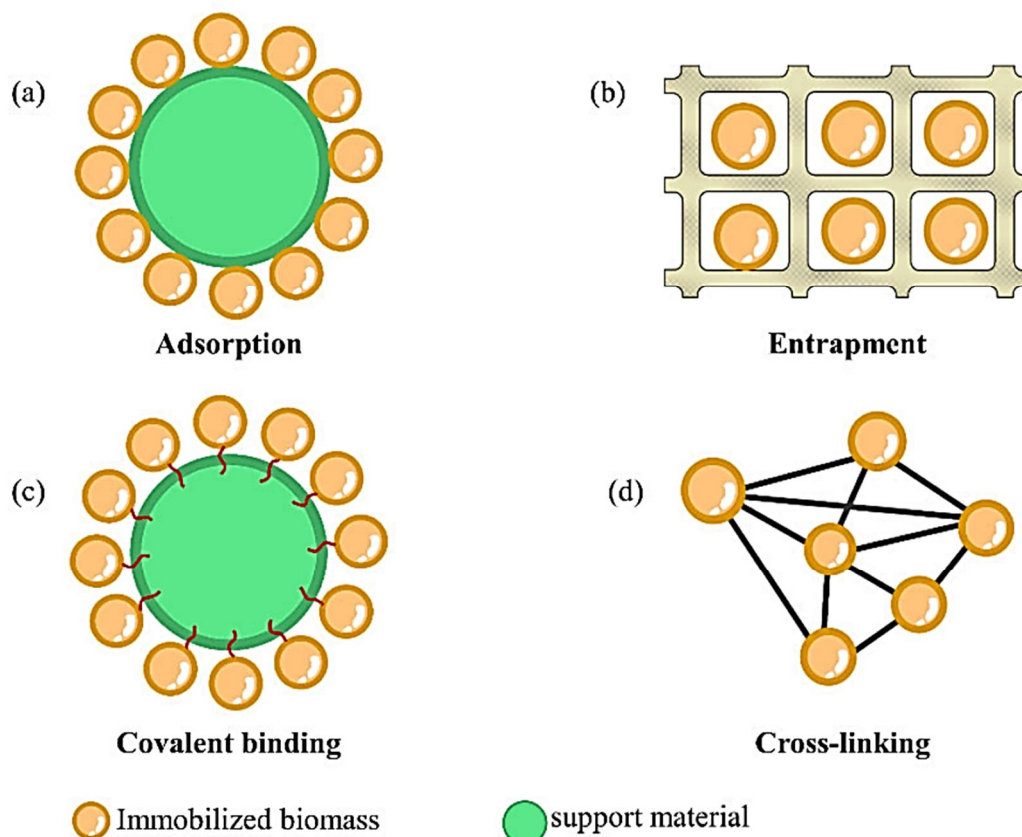 (a)
(b)
Adsorption
Entrapment
(c)
(d)
Covalent binding
Cross-linking
Immobilized biomass
support material